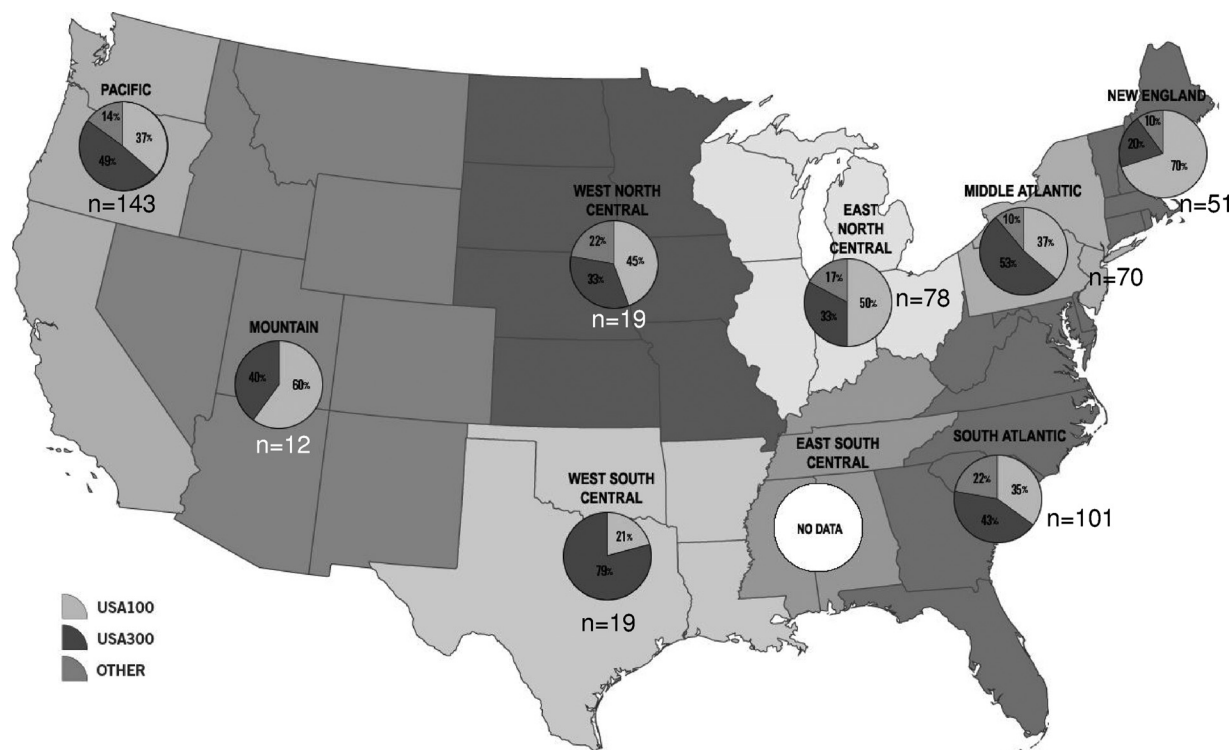 PACIFIC
14%
37%
49%
n=143
MOUNTAIN
40%
60%
n=12
WEST NORTH
CENTRAL
22%
45%
33%
n=19
WEST SOUTH
CENTRAL
21%
79%
n=19
EAST
NORTH
CENTRAL
17%
50%
33%
n=78
EAST SOUTH
CENTRAL
NO DATA
NEW ENGLAND
10%
20%
70%
n=51
MIDDLE ATLANTIC
10%
37%
53%
n=70
SOUTH ATLANTIC
22%
35%
43%
n=101
USA100
USA300
OTHER